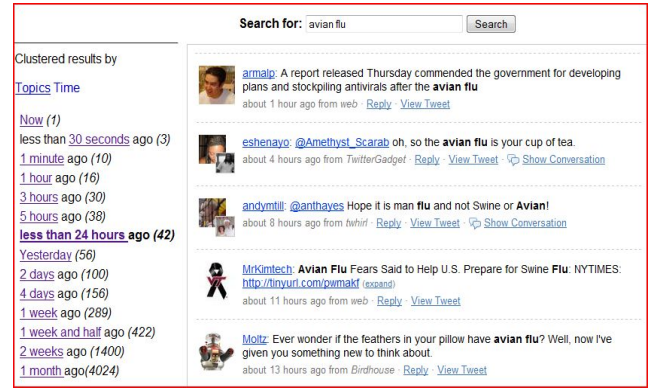 Search for: avian flu Search
Clustered results by
Topics Time
Now (1)
less than 30 seconds ago (3)
1 minute ago (10)
1 hour ago (16)
3 hours ago (30)
5 hours ago (38)
less than 24 hours ago (42)
Yesterday (56)
2 days ago (100)
4 days ago (156)
1 week ago (289)
1 week and half ago (422)
2 weeks ago (1400)
1 month ago(4024)
armalp: A report released Thursday commended the government for developing
plans and stockpiling antivirals after the avian flu
about 1 hour ago from web · Reply · View Tweet
eshenayo: @Amethyst_Scarab oh, so the avian flu is your cup of tea.
about 4 hours ago from TwitterGadget · Reply · View Tweet · Show Conversation
andymtill: @anthayes Hope it is man flu and not Swine or Avian!
about 8 hours ago from twhirl · Reply · View Tweet · Show Conversation
MrKimtech: Avian Flu Fears Said to Help U.S. Prepare for Swine Flu: NYTIMES:
http://tinyurl.com/pwmakf (expand)
about 11 hours ago from web · Reply · View Tweet
Moltz: Ever wonder if the feathers in your pillow have avian flu? Well, now I've
given you something new to think about.
about 13 hours ago from Birdhouse · Reply · View Tweet